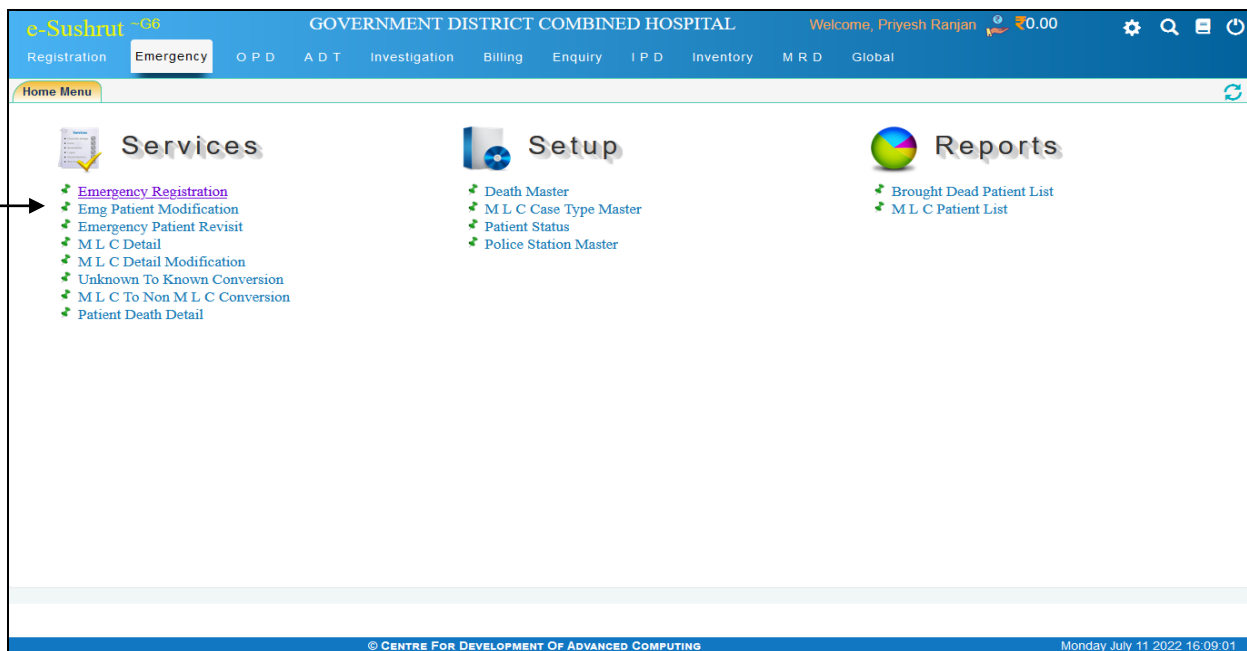 e-Sushrut ~G6 GOVERNMENT DISTRICT COMBINED HOSPITAL Welcome, Priyesh Ranjan ₹0.00
Registration Emergency O P D A D T Investigation Billing Enquiry I P D Inventory M R D Global
Home Menu
Services
Emergency Registration
Emg Patient Modification
Emergency Patient Revisit
M L C Detail
M L C Detail Modification
Unknown To Known Conversion
M L C To Non M L C Conversion
Patient Death Detail
Setup
Death Master
M L C Case Type Master
Patient Status
Police Station Master
Reports
Brought Dead Patient List
M L C Patient List
© CENTRE FOR DEVELOPMENT OF ADVANCED COMPUTING Monday July 11 2022 16:09:01